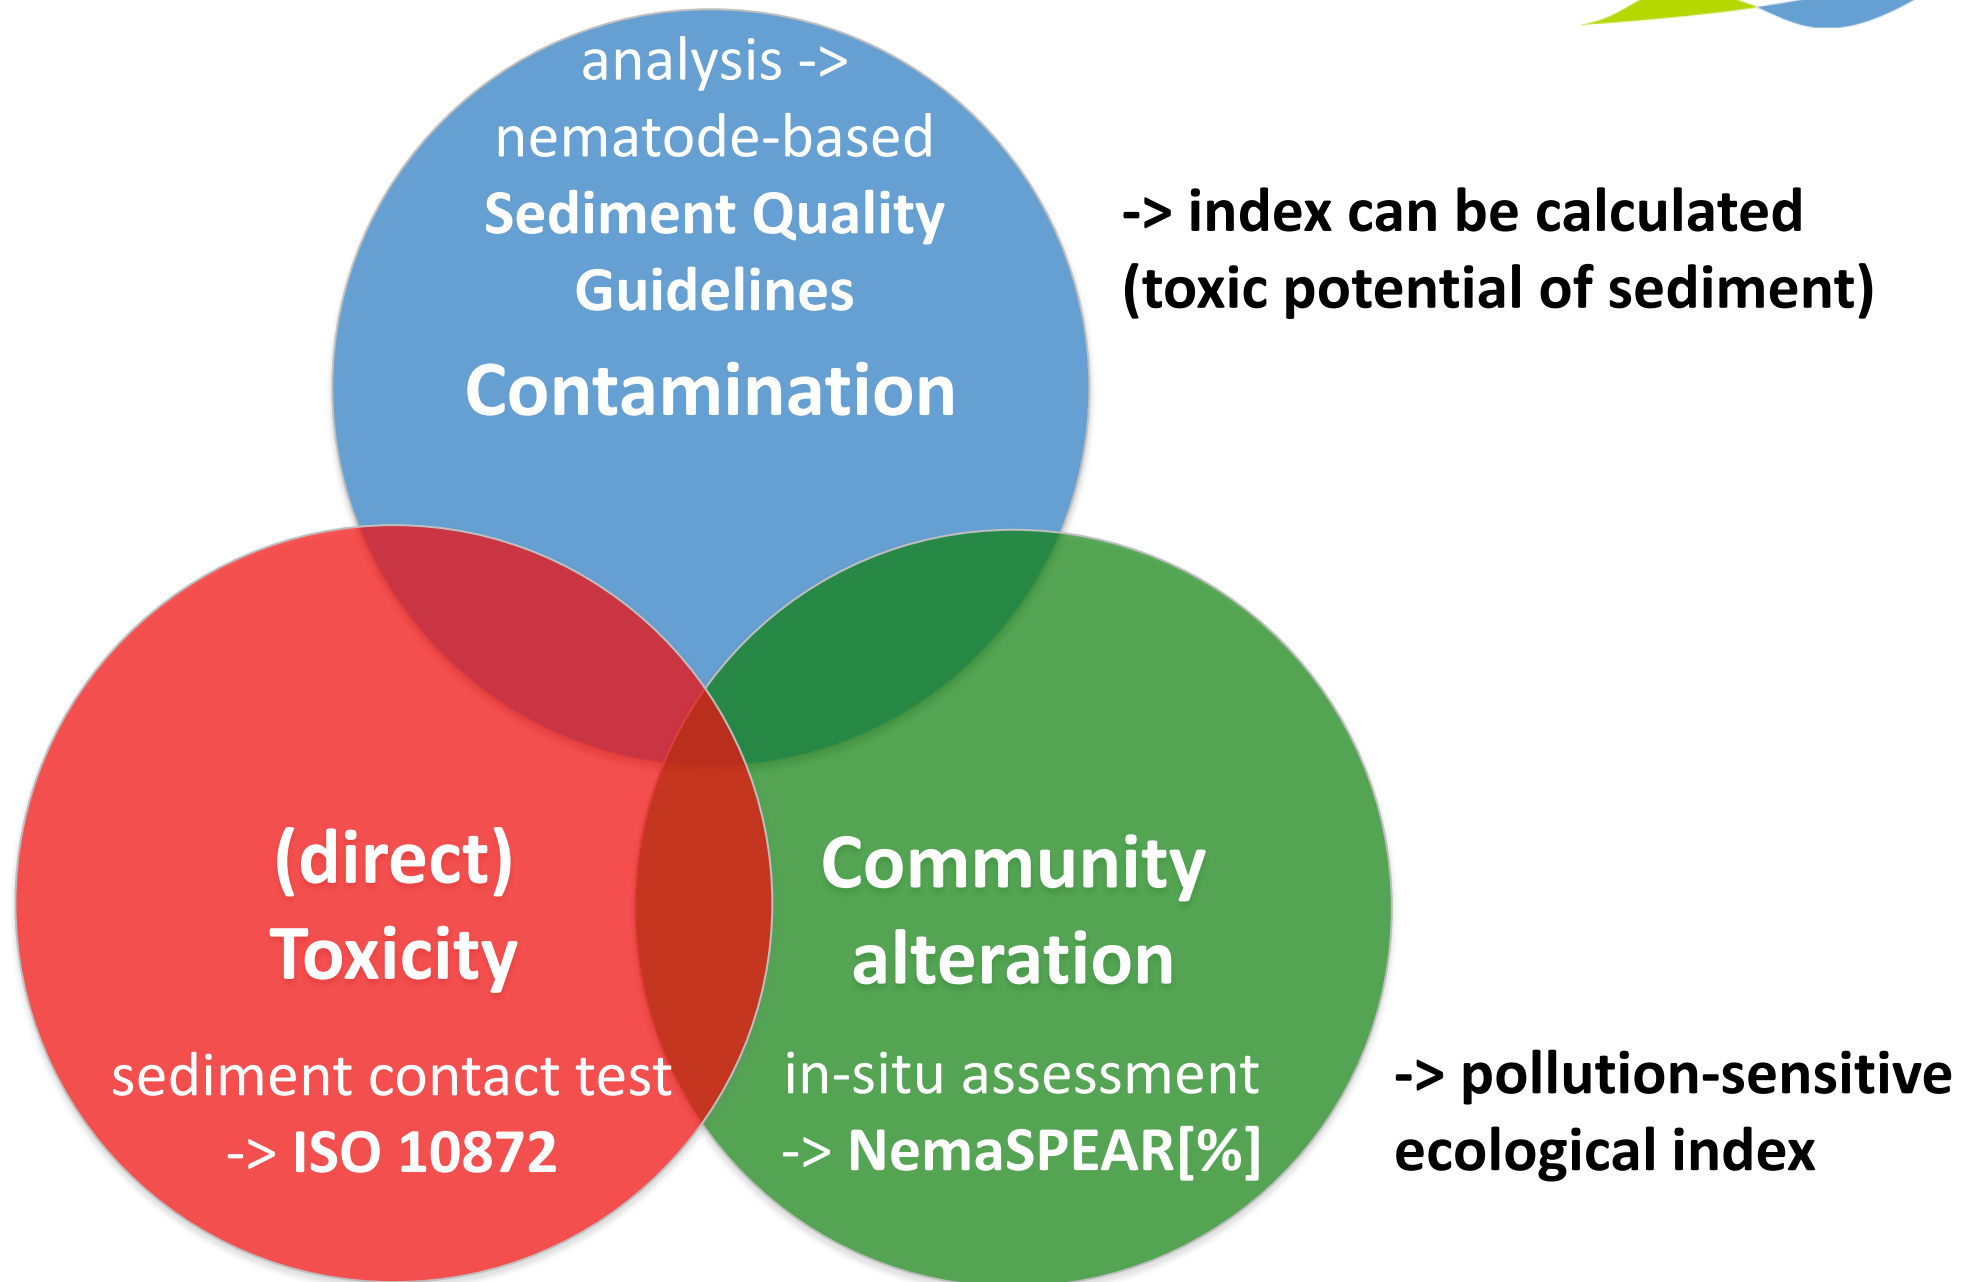 analysis ->
nematode-based
Sediment Quality
Guidelines
Contamination
-> index can be calculated
(toxic potential of sediment)
(direct)
Toxicity
sediment contact test
-> ISO 10872
Community
alteration
in-situ assessment
-> NemaSPEAR[%]
-> pollution-sensitive
ecological index